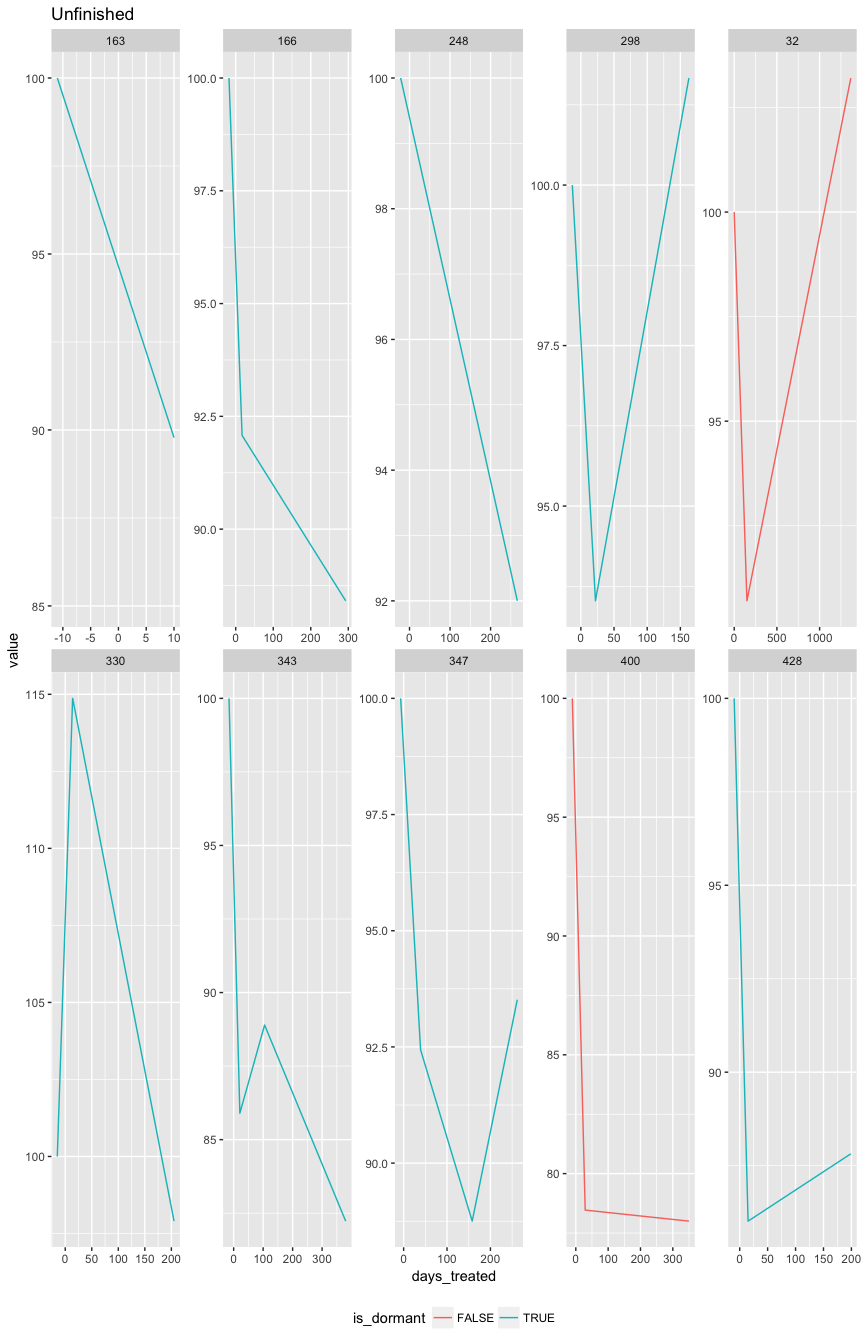 Unfinished
163 166 248 298 32
100 95 90 85
100.0 97.5 95.0 92.5 90.0
100 98 96 94 92
100.0 97.5 95.0
100 95
-10 -5 0 5 10
0 100 200 300
0 100 200
0 50 100 150
0 500 1000
value
330 343 347 400 428
115 110 105 100
100 95 90 85
100.0 97.5 95.0 92.5 90.0
100 95 90 85 80
100 95 90
0 50 100 150 200
0 100 200 300
0 100 200
0 100 200 300
0 50 100 150 200
days_treated
is_dormant FALSE TRUE